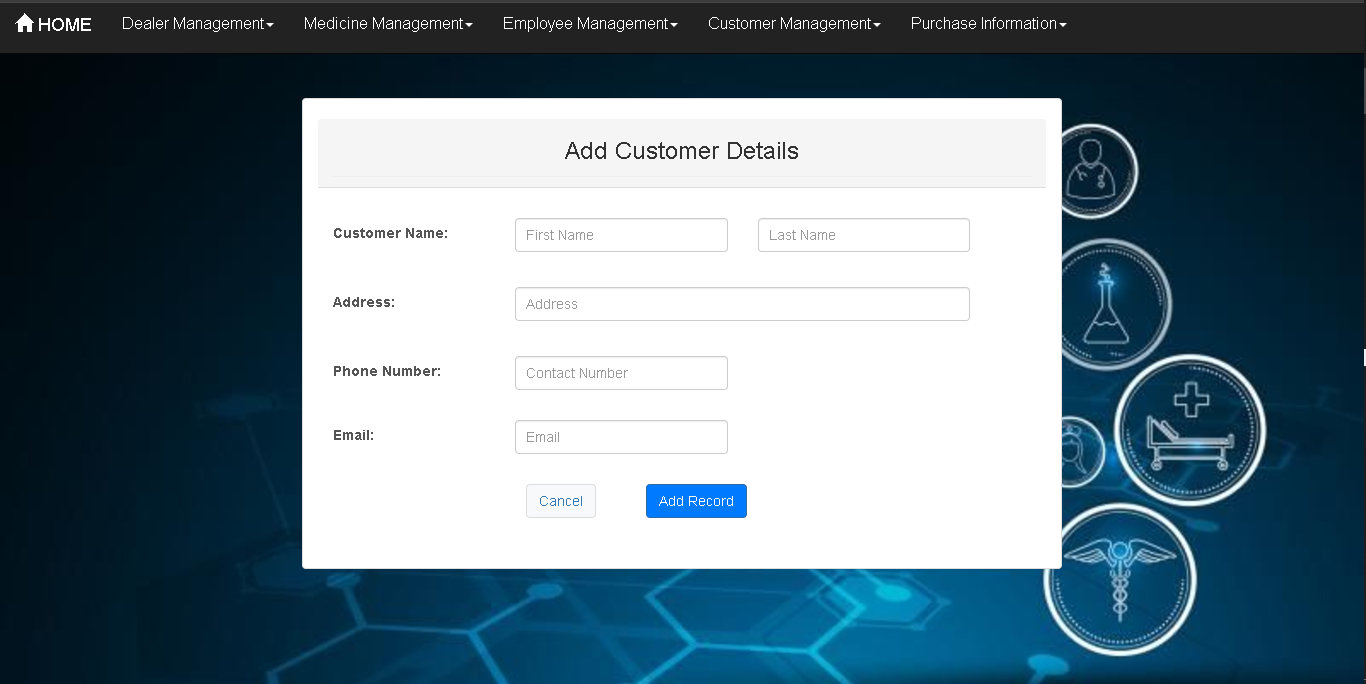 HOME Dealer Management Medicine Management Employee Management Customer Management Purchase Information
Add Customer Details
Customer Name: First Name Last Name
Address: Address
Phone Number: Contact Number
Email: Email
Cancel Add Record